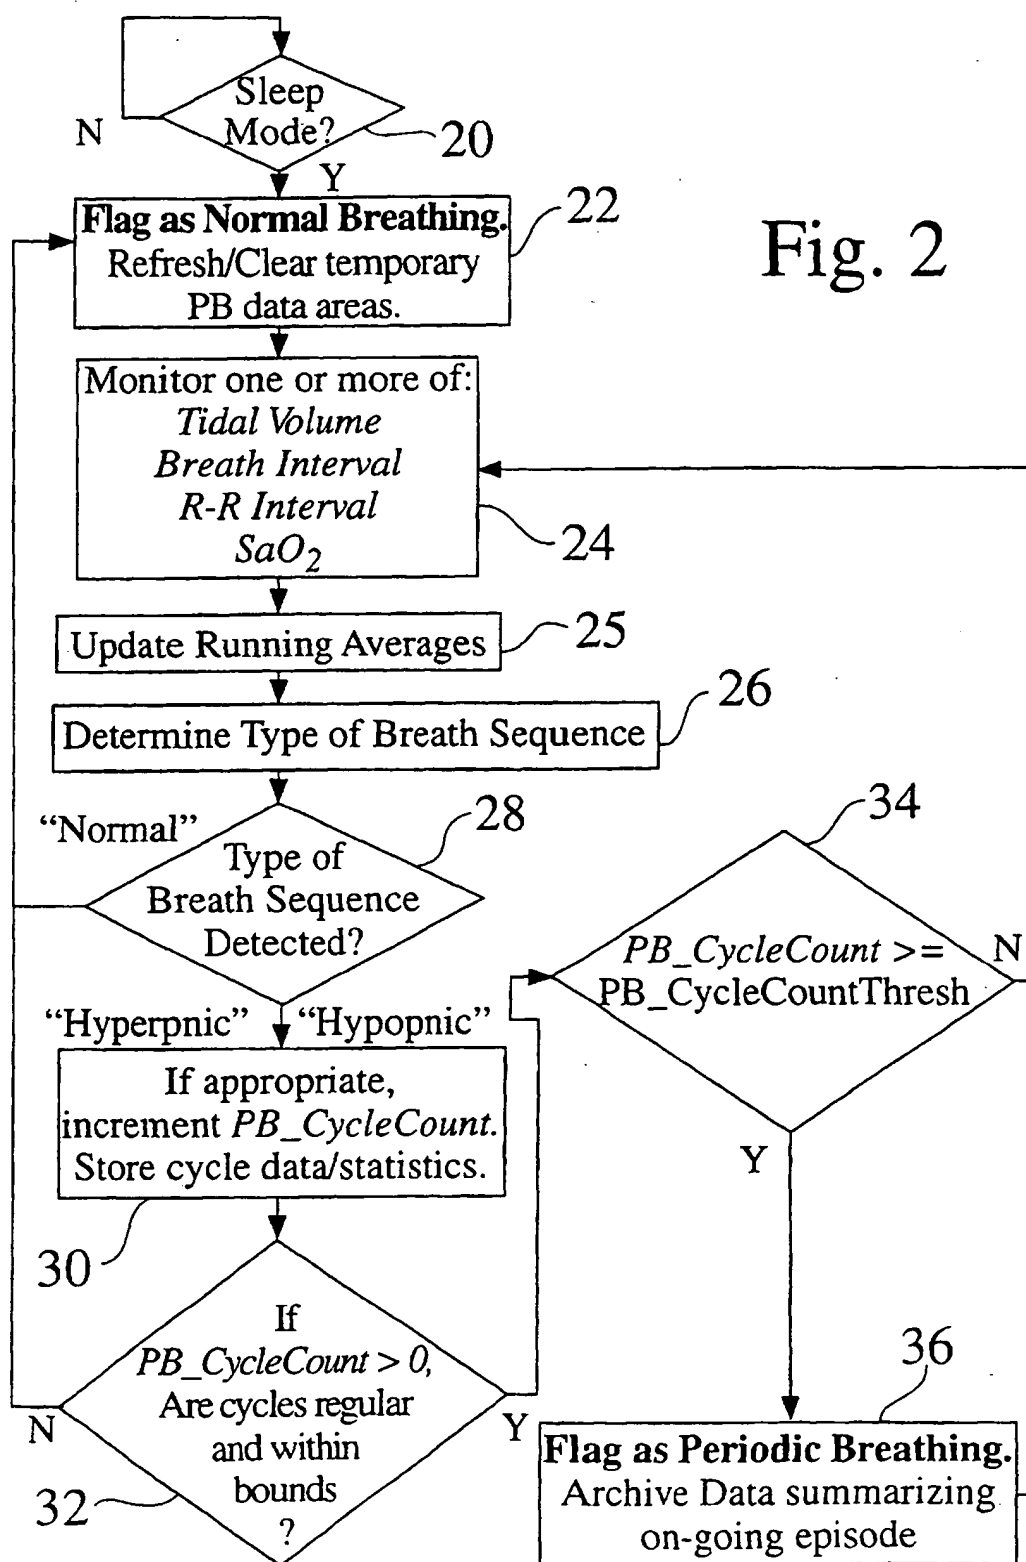 Sleep
Mode?
N
20
Y
Flag as Normal Breathing.
Refresh/Clear temporary
PB data areas.
22
Fig. 2
Monitor one or more of:
Tidal Volume
Breath Interval
R-R Interval
SaO2
24
Update Running Averages
25
Determine Type of Breath Sequence
26
“Normal”
Type of
Breath Sequence
Detected?
28
“Hyperpnic” “Hypopnic”
If appropriate,
increment PB_CycleCount.
Store cycle data/statistics.
30
If
PB_CycleCount > 0,
Are cycles regular
and within
bounds
?
N
Y
32
34
PB_CycleCount >=
PB_CycleCountThresh
N
Y
36
Flag as Periodic Breathing.
Archive Data summarizing
on-going episode